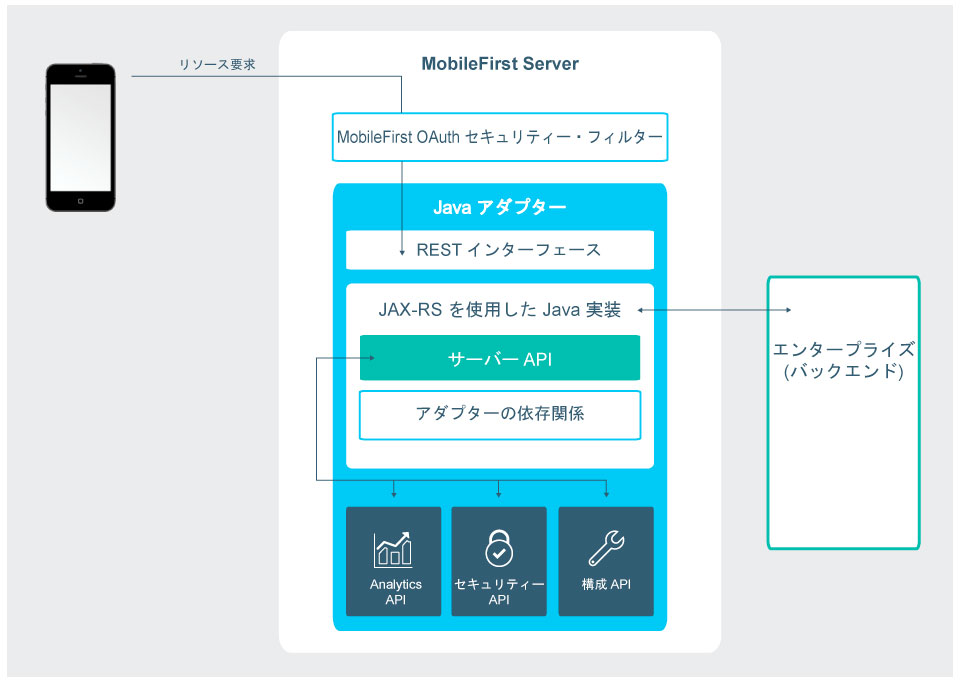 リソース要求
MobileFirst Server
MobileFirst OAuth セキュリティー・フィルター
Java アダプター
REST インターフェース
JAX-RS を使用した Java 実装
サーバー API
アダプターの依存関係
エンタープライズ
(バックエンド)
Analytics
API
セキュリティー
API
構成 API